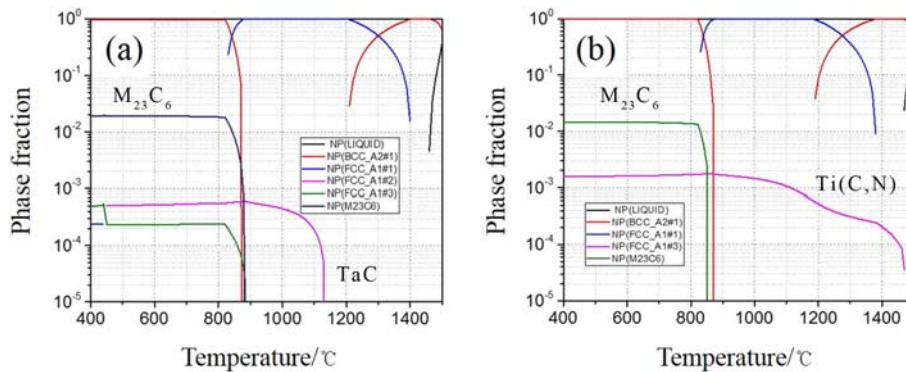 (a)
M23C6
TaC
NP(LIQUID)
NP(BCC_A2#1)
NP(FCC_A1#1)
NP(FCC_A1#2)
NP(FCC_A1#3)
NP(M23C6)
Phase fraction
10^0
10^-1
10^-2
10^-3
10^-4
10^-5
400 600 800 1000 1200 1400
Temperature/℃
(b)
M23C6
Ti(C,N)
NP(LIQUID)
NP(BCC_A2#1)
NP(FCC_A1#1)
NP(FCC_A1#3)
NP(M23C6)
Phase fraction
10^0
10^-1
10^-2
10^-3
10^-4
10^-5
400 600 800 1000 1200 1400
Temperature/℃